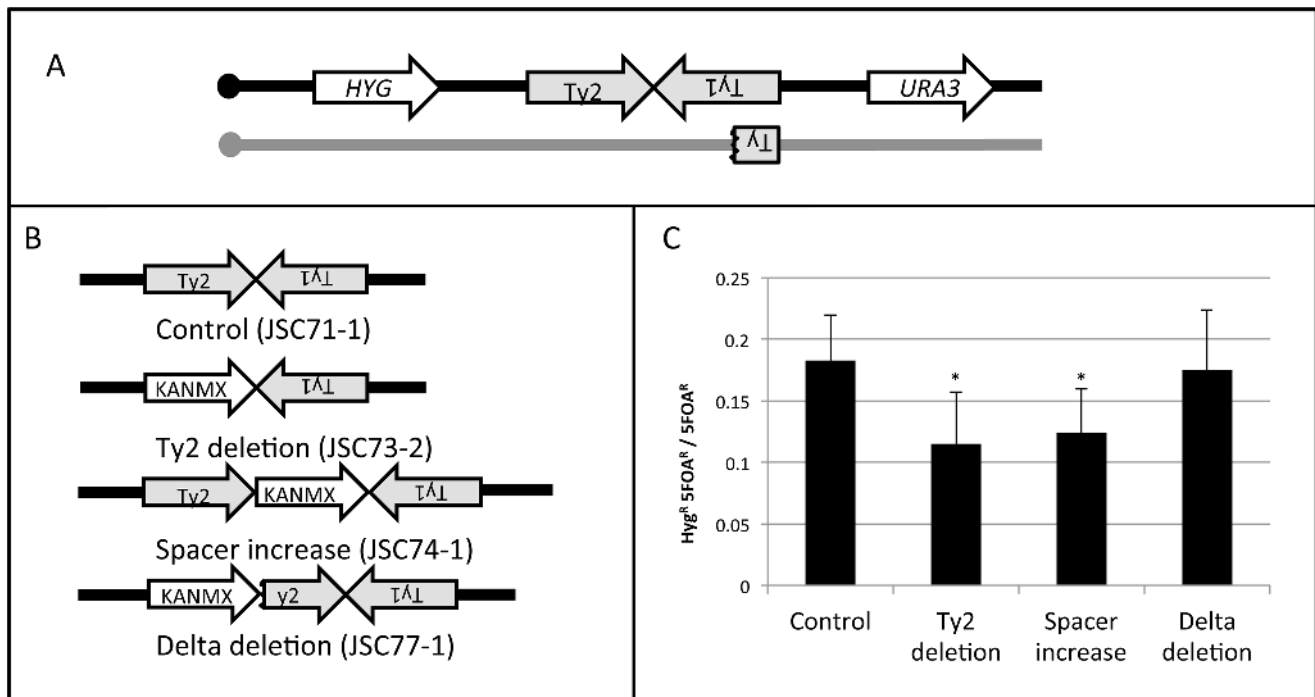 A
HYG
Ty2
Ty1
URA3
Ty
B
Ty2
Ty1
Control (JSC71-1)
KANMX
Ty1
Ty2 deletion (JSC73-2)
Ty2
KANMX
Ty1
Spacer increase (JSC74-1)
KANMX
y2
Ty1
Delta deletion (JSC77-1)
C
Hygᴿ 5FOAᴿ / 5FOAᴿ
0.25
0.2
0.15
0.1
0.05
0
*
*
Control
Ty2 deletion
Spacer increase
Delta deletion